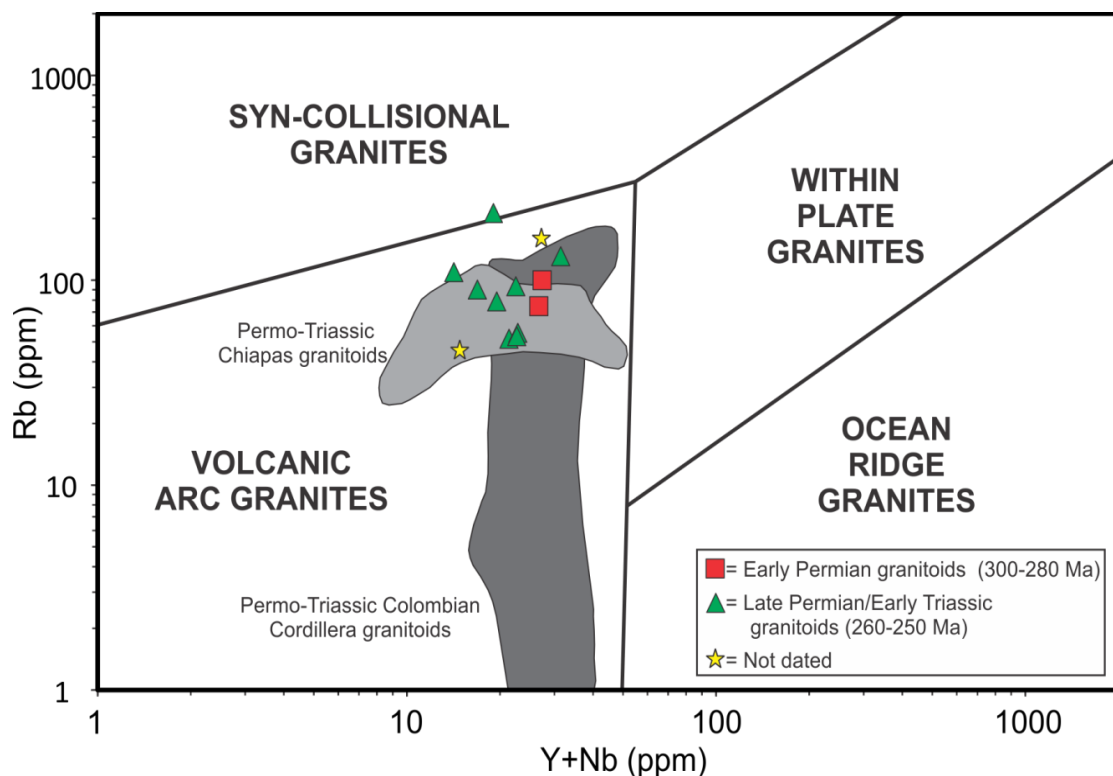 1000
100
10
1
Rb (ppm)
SYN-COLLISIONAL
GRANITES
WITHIN
PLATE
GRANITES
Permo-Triassic
Chiapas granitoids
VOLCANIC
ARC GRANITES
OCEAN
RIDGE
GRANITES
Permo-Triassic Colombian
Cordillera granitoids
= Early Permian granitoids (300-280 Ma)
= Late Permian/Early Triassic
granitoids (260-250 Ma)
= Not dated
1
10
100
1000
Y+Nb (ppm)